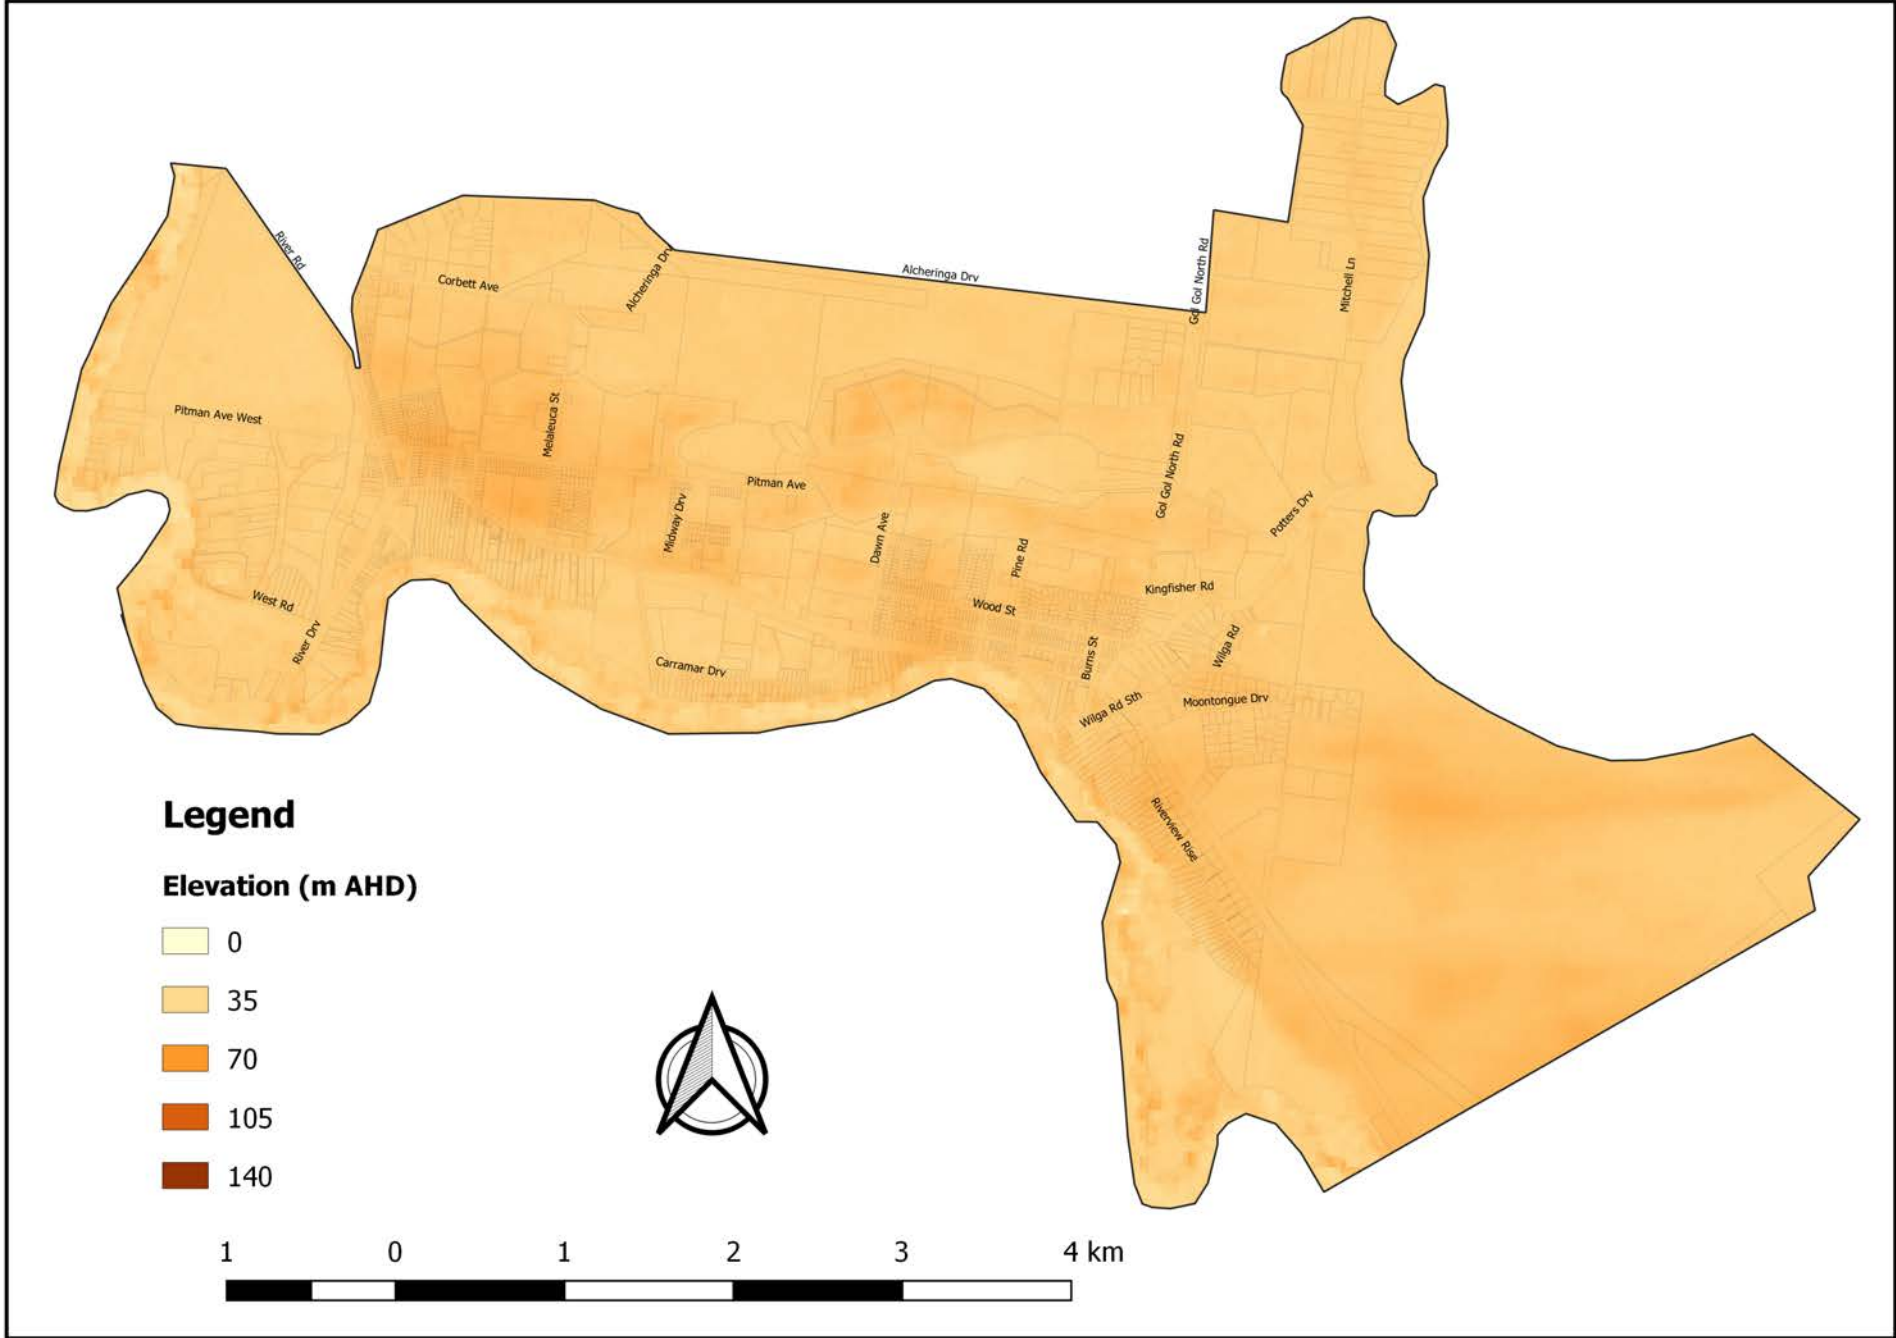 River Rd
Corbett Ave
Alcheringa Drv
Alcheringa Drv
Gol Gol North Rd
Mitchell Ln
Pitman Ave West
Melaleuca St
Pitman Ave
Gol Gol North Rd
Midway Drv
Dawn Ave
Pine Rd
Potters Drv
West Rd
River Drv
Wood St
Kingfisher Rd
Carramar Drv
Burns St
Wilga Rd
Wilga Rd Sth
Moontongue Drv
Riverview Rise
Legend
Elevation (m AHD)
0
35
70
105
140
1 0 1 2 3 4 km